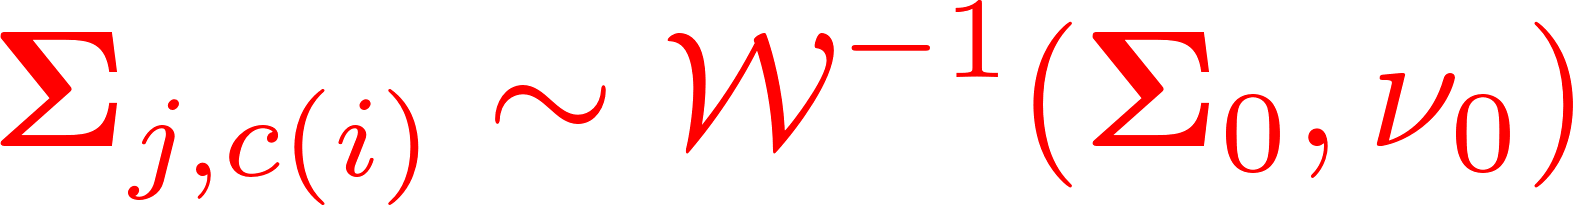 Σ_{j,c(i)} ∼ 𝒲^{−1}(Σ_0, ν_0)